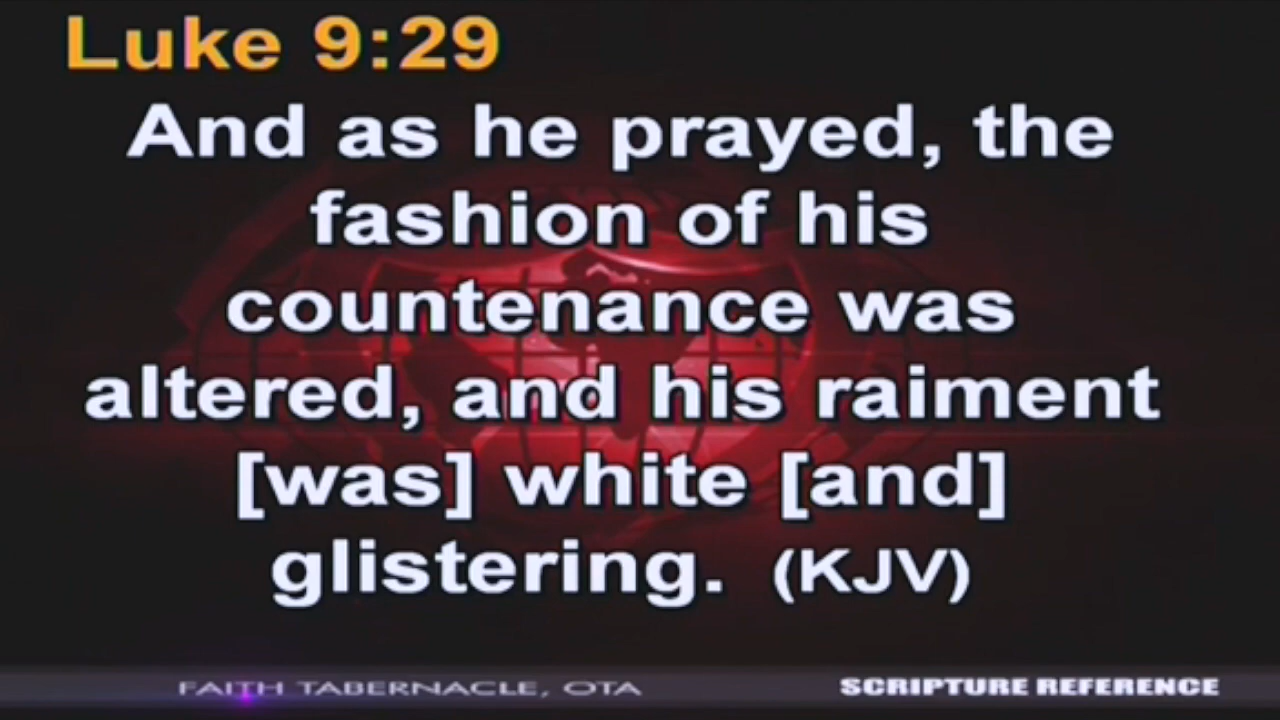 Luke 9:29
And as he prayed, the
fashion of his
countenance was
altered, and his raiment
[was] white [and]
glistering. (KJV)
FAITH TABERNACLE, OTA
SCRIPTURE REFERENCE